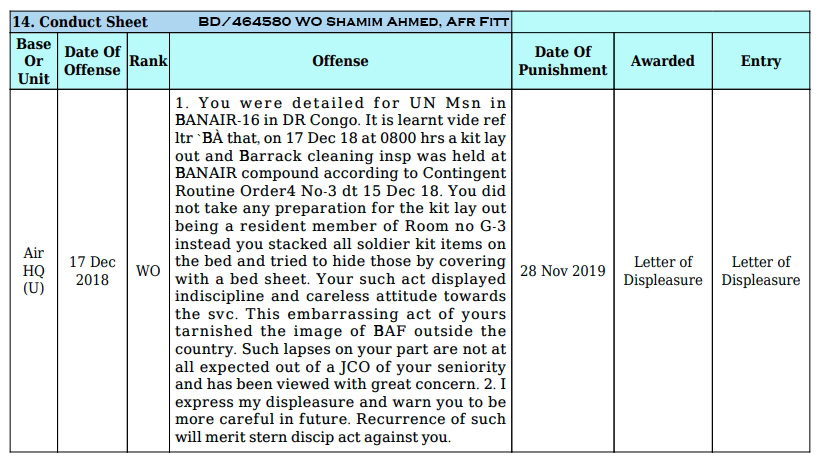 14. Conduct Sheet BD/464580 WO SHAMIM AHMED, AFR FITT
Base Or Unit
Date Of Offense
Rank
Offense
Date Of Punishment
Awarded
Entry
Air HQ (U)
17 Dec 2018
WO
1. You were detailed for UN Msn in
BANAIR-16 in DR Congo. It is learnt vide ref
ltr `BÀ that, on 17 Dec 18 at 0800 hrs a kit lay
out and Barrack cleaning insp was held at
BANAIR compound according to Contingent
Routine Order4 No-3 dt 15 Dec 18. You did
not take any preparation for the kit lay out
being a resident member of Room no G-3
instead you stacked all soldier kit items on
the bed and tried to hide those by covering
with a bed sheet. Your such act displayed
indiscipline and careless attitude towards
the svc. This embarrassing act of yours
tarnished the image of BAF outside the
country. Such lapses on your part are not at
all expected out of a JCO of your seniority
and has been viewed with great concern. 2. I
express my displeasure and warn you to be
more careful in future. Recurrence of such
will merit stern discip act against you.
28 Nov 2019
Letter of Displeasure
Letter of Displeasure